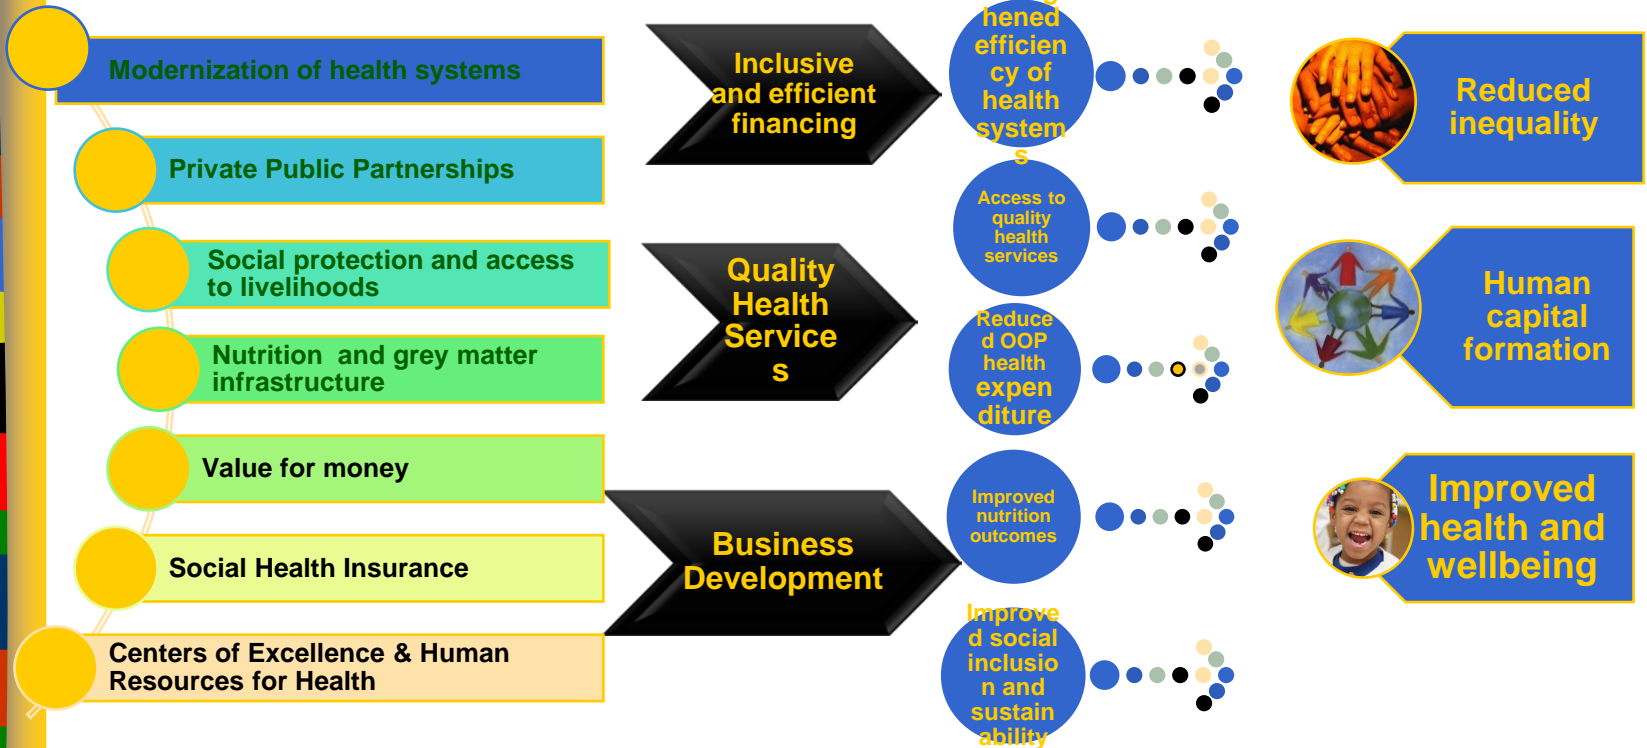 Modernization of health systems
Private Public Partnerships
Social protection and access
to livelihoods
Nutrition and grey matter
infrastructure
Value for money
Social Health Insurance
Centers of Excellence & Human
Resources for Health
Inclusive
and efficient
financing
Quality
Health
Service
s
Business
Development
hened
efficien
cy of
health
system
s
Access to
quality
health
services
Reduce
d OOP
health
expen
diture
Improved
nutrition
outcomes
Improve
d social
inclusio
n and
sustain
ability
Reduced
inequality
Human
capital
formation
Improved
health and
wellbeing